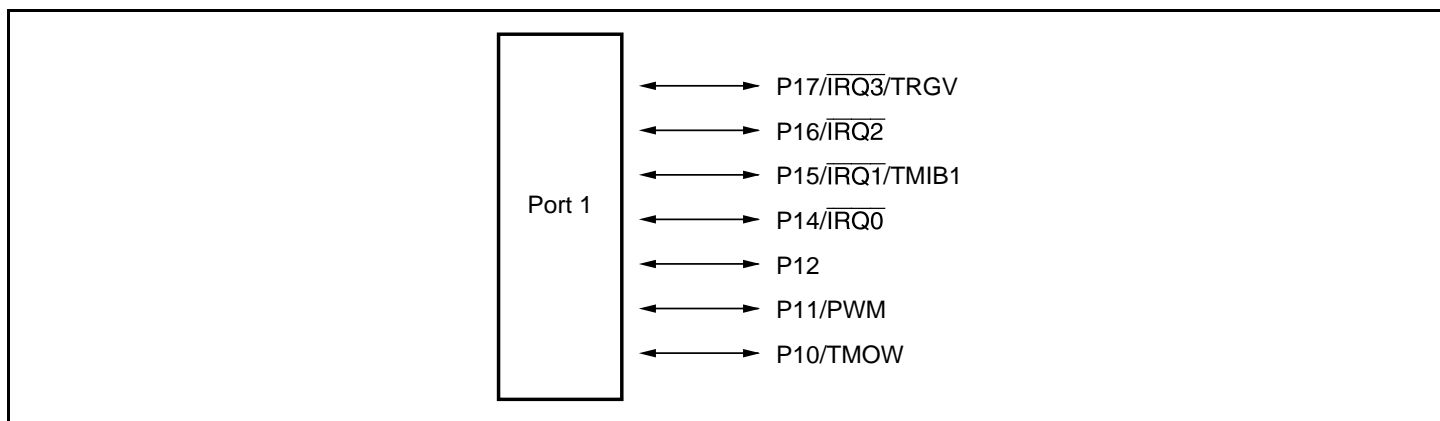 P17/IRQ3/TRGV
P16/IRQ2
P15/IRQ1/TMIB1
Port 1
P14/IRQ0
P12
P11/PWM
P10/TMOW